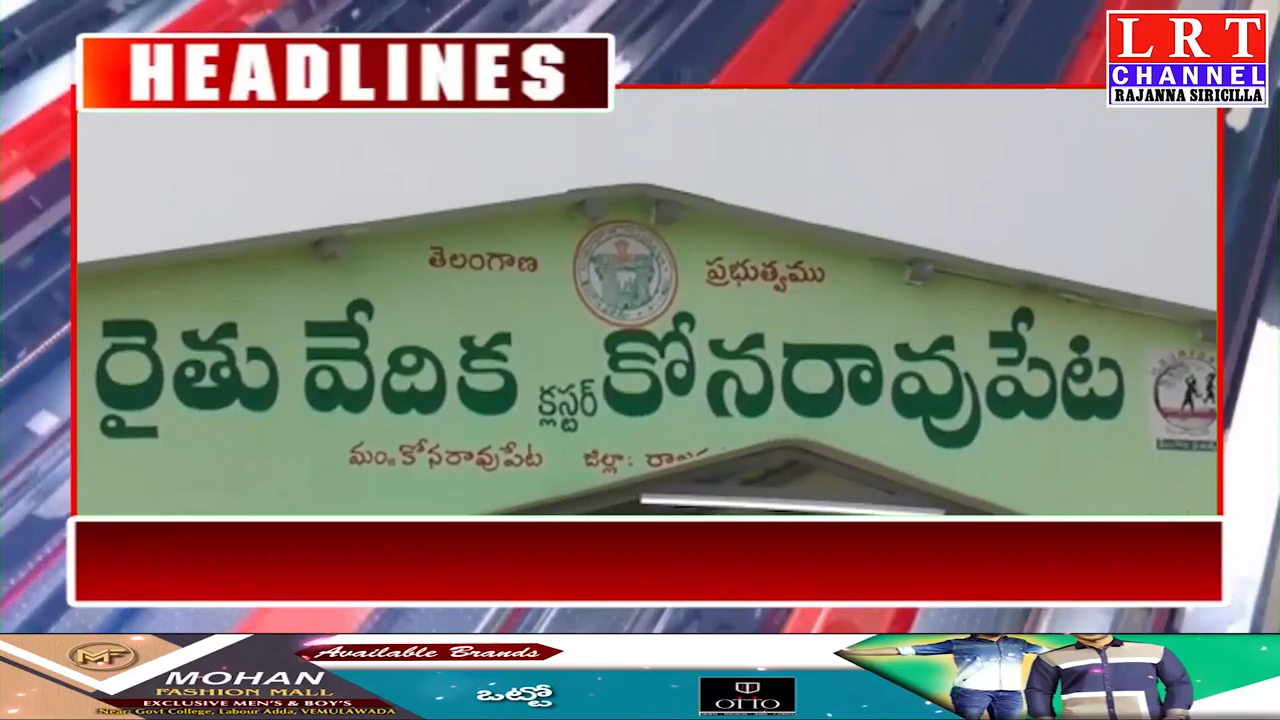 HEADLINES
LRT
CHANNEL
RAJANNA SIRICILLA
తెలంగాణ ప్రభుత్వము
రైతు వేదిక క్లస్టర్ కోనరావుపేట
మం॥కోనరావుపేట జిల్లా:
MF
MOHAN
FASHION MALL
EXCLUSIVE MEN'S & BOY'S
Near: Govt College, Labour Adda, VEMULAWADA
Available Brands
ఒట్టో
OTTO